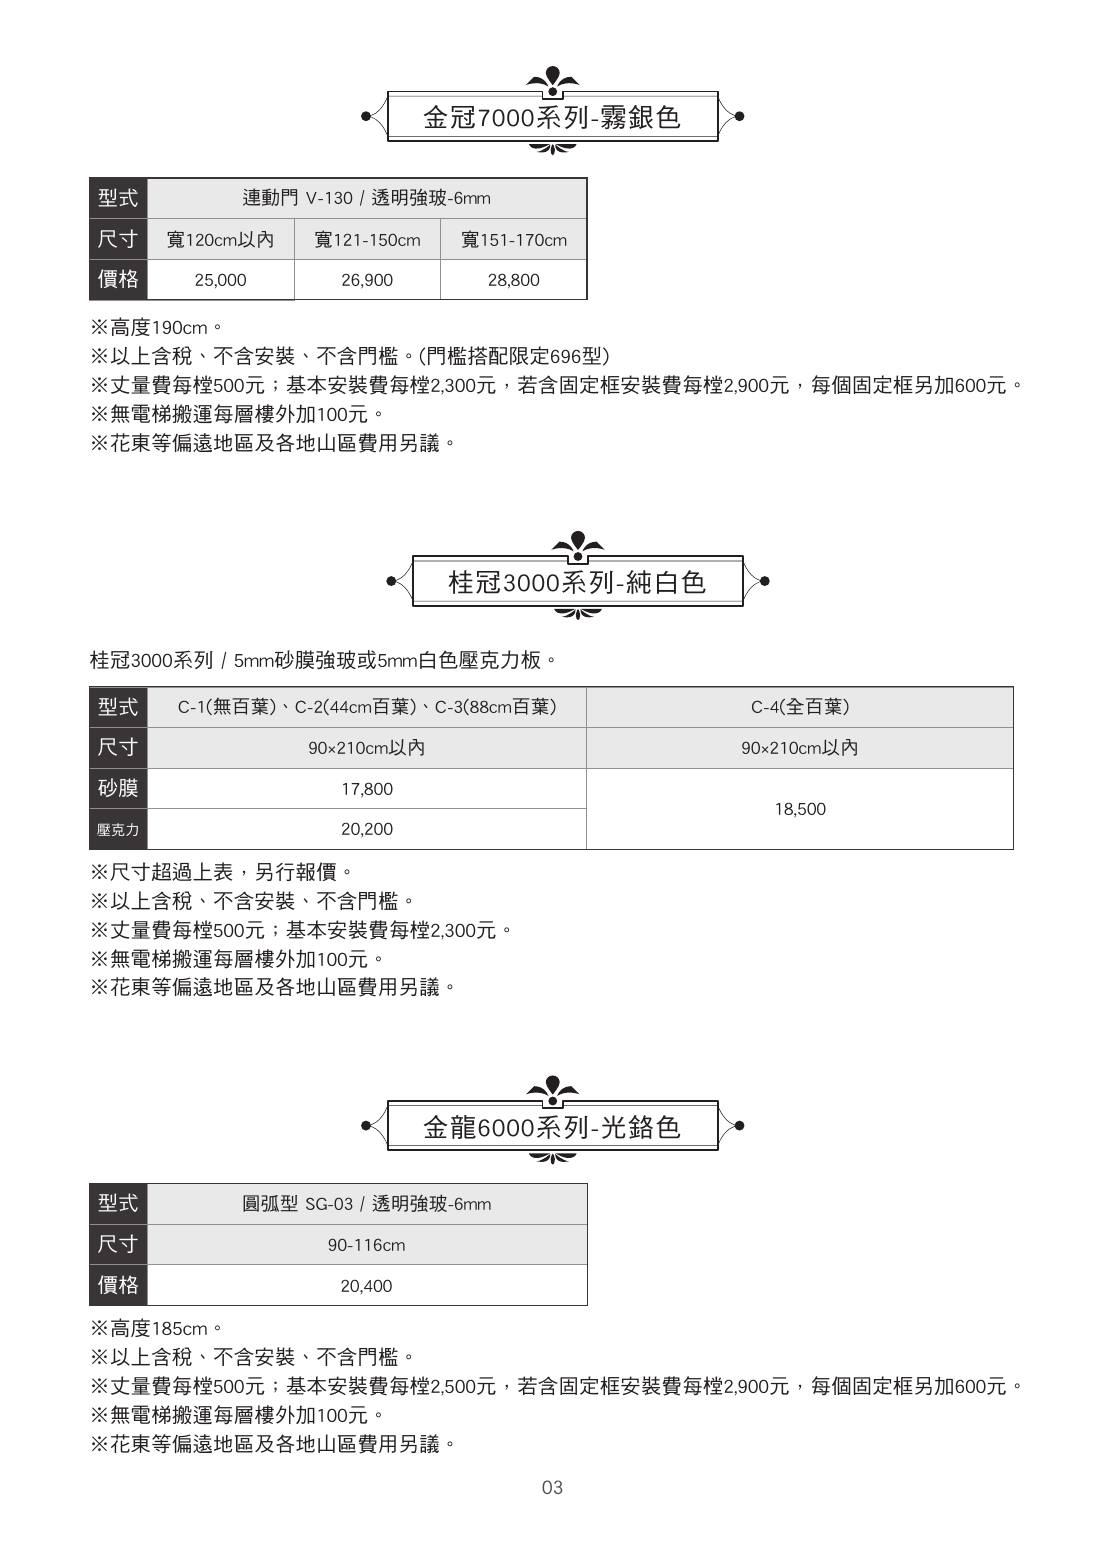 金冠7000系列-霧銀色
型式 連動門 V-130 / 透明強玻-6mm
尺寸 寬120cm以內 寬121-150cm 寬151-170cm
價格 25,000 26,900 28,800
※高度190cm。
※以上含稅、不含安裝、不含門檻。(門檻搭配限定696型)
※丈量費每樘500元；基本安裝費每樘2,300元，若含固定框安裝費每樘2,900元，每個固定框另加600元。
※無電梯搬運每層樓外加100元。
※花東等偏遠地區及各地山區費用另議。
桂冠3000系列-純白色
桂冠3000系列 / 5mm砂膜強玻或5mm白色壓克力板。
型式 C-1(無百葉)、C-2(44cm百葉)、C-3(88cm百葉) C-4(全百葉)
尺寸 90×210cm以內 90×210cm以內
砂膜 17,800 18,500
壓克力 20,200
※尺寸超過上表，另行報價。
※以上含稅、不含安裝、不含門檻。
※丈量費每樘500元；基本安裝費每樘2,300元。
※無電梯搬運每層樓外加100元。
※花東等偏遠地區及各地山區費用另議。
金龍6000系列-光鉻色
型式 圓弧型 SG-03 / 透明強玻-6mm
尺寸 90-116cm
價格 20,400
※高度185cm。
※以上含稅、不含安裝、不含門檻。
※丈量費每樘500元；基本安裝費每樘2,500元，若含固定框安裝費每樘2,900元，每個固定框另加600元。
※無電梯搬運每層樓外加100元。
※花東等偏遠地區及各地山區費用另議。
03